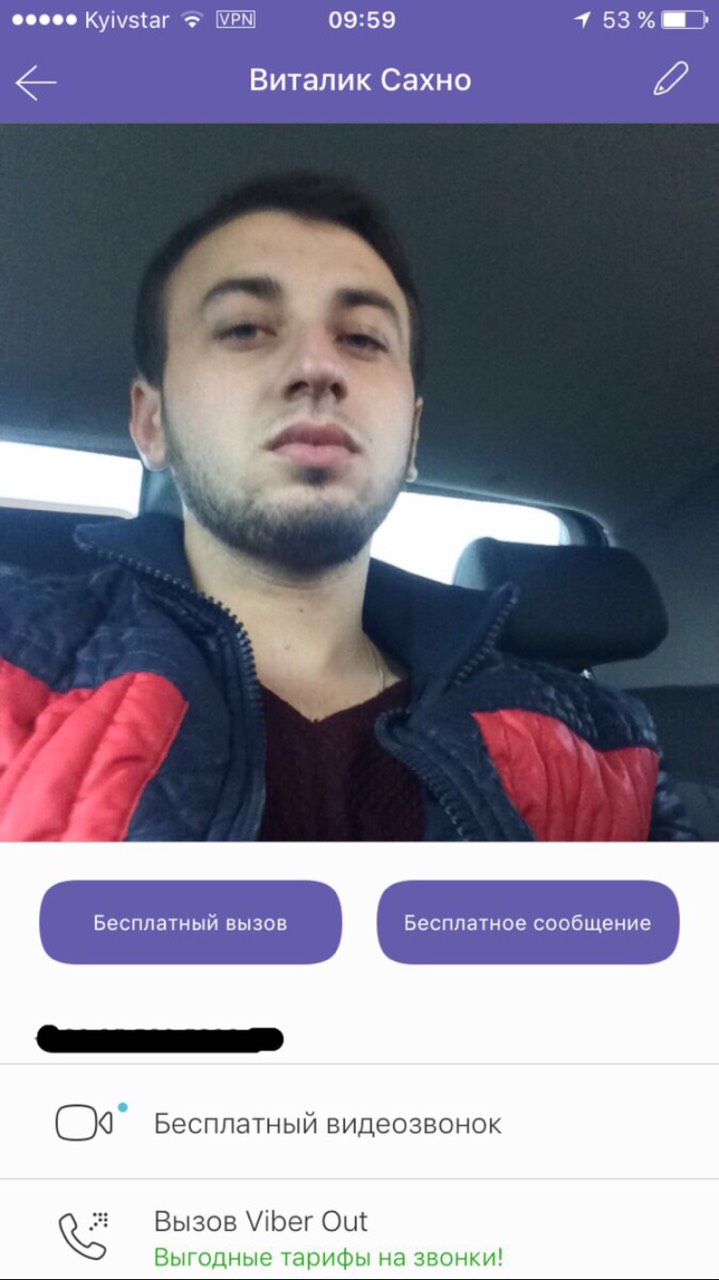 Kyivstar VPN 09:59 53 %
Виталик Сахно
Бесплатный вызов
Бесплатное сообщение
Бесплатный видеозвонок
Вызов Viber Out
Выгодные тарифы на звонки!